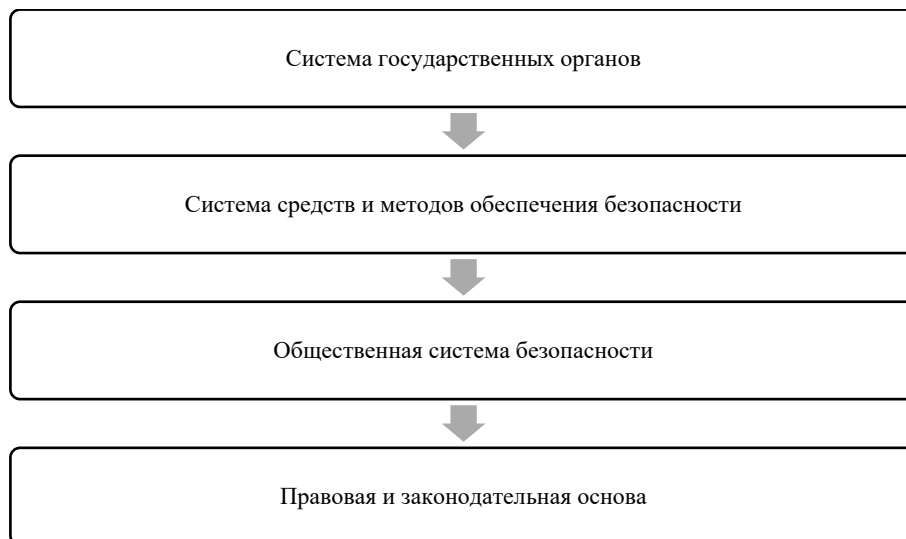 Система государственных органов
Система средств и методов обеспечения безопасности
Общественная система безопасности
Правовая и законодательная основа